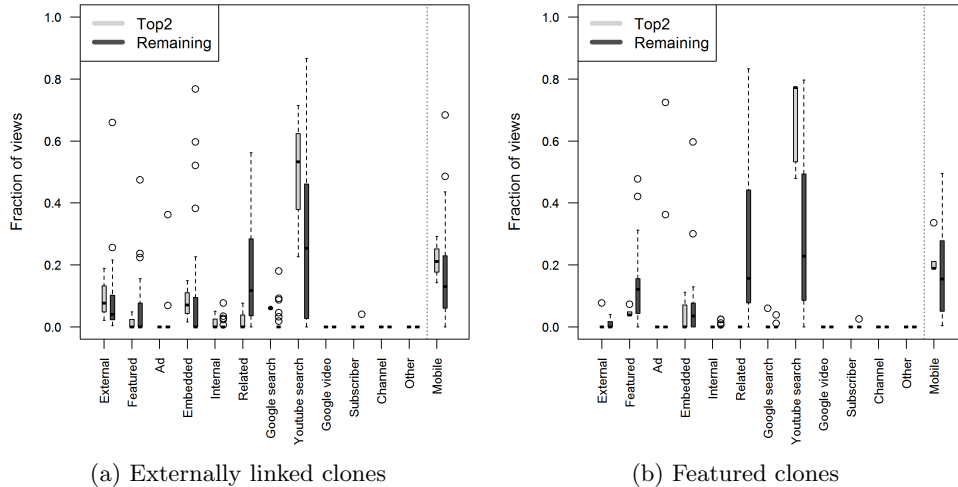 1.0
0.8
0.6
0.4
0.2
0.0
Fraction of views
Top2
Remaining
External
Featured
Ad
Embedded
Internal
Related
Google search
Youtube search
Google video
Subscriber
Channel
Other
Mobile
(a) Externally linked clones
1.0
0.8
0.6
0.4
0.2
0.0
Fraction of views
Top2
Remaining
External
Featured
Ad
Embedded
Internal
Related
Google search
Youtube search
Google video
Subscriber
Channel
Other
Mobile
(b) Featured clones